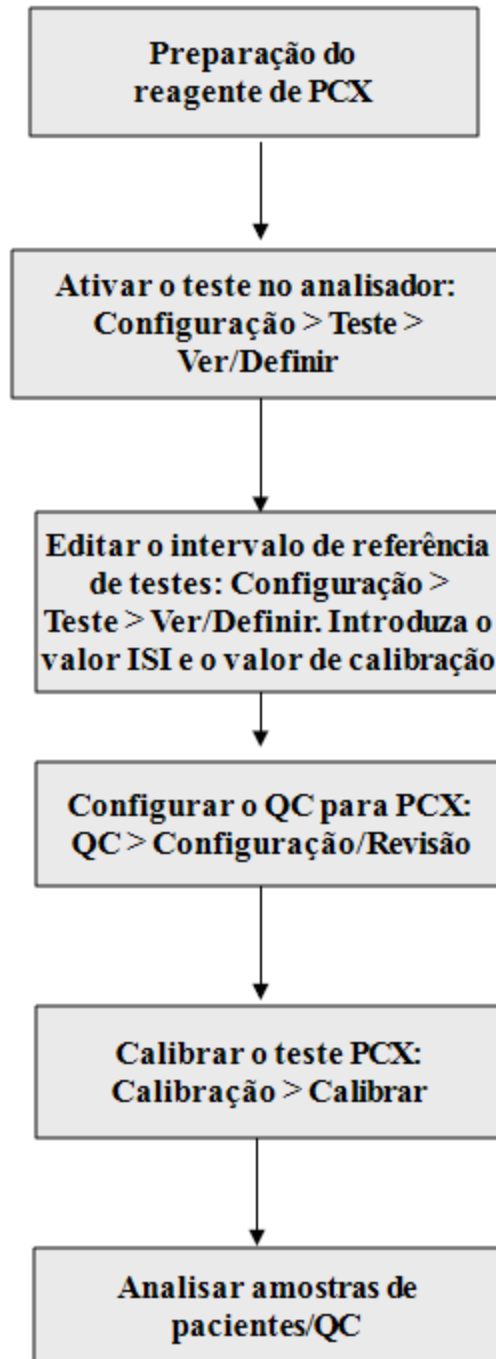 Preparação do
reagente de PCX
Ativar o teste no analisador:
Configuração > Teste >
Ver/Definir
Editar o intervalo de referência
de testes: Configuração >
Teste > Ver/Definir. Introduza o
valor ISI e o valor de calibração
Configurar o QC para PCX:
QC > Configuração/Revisão
Calibrar o teste PCX:
Calibração > Calibrar
Analisar amostras de
pacientes/QC